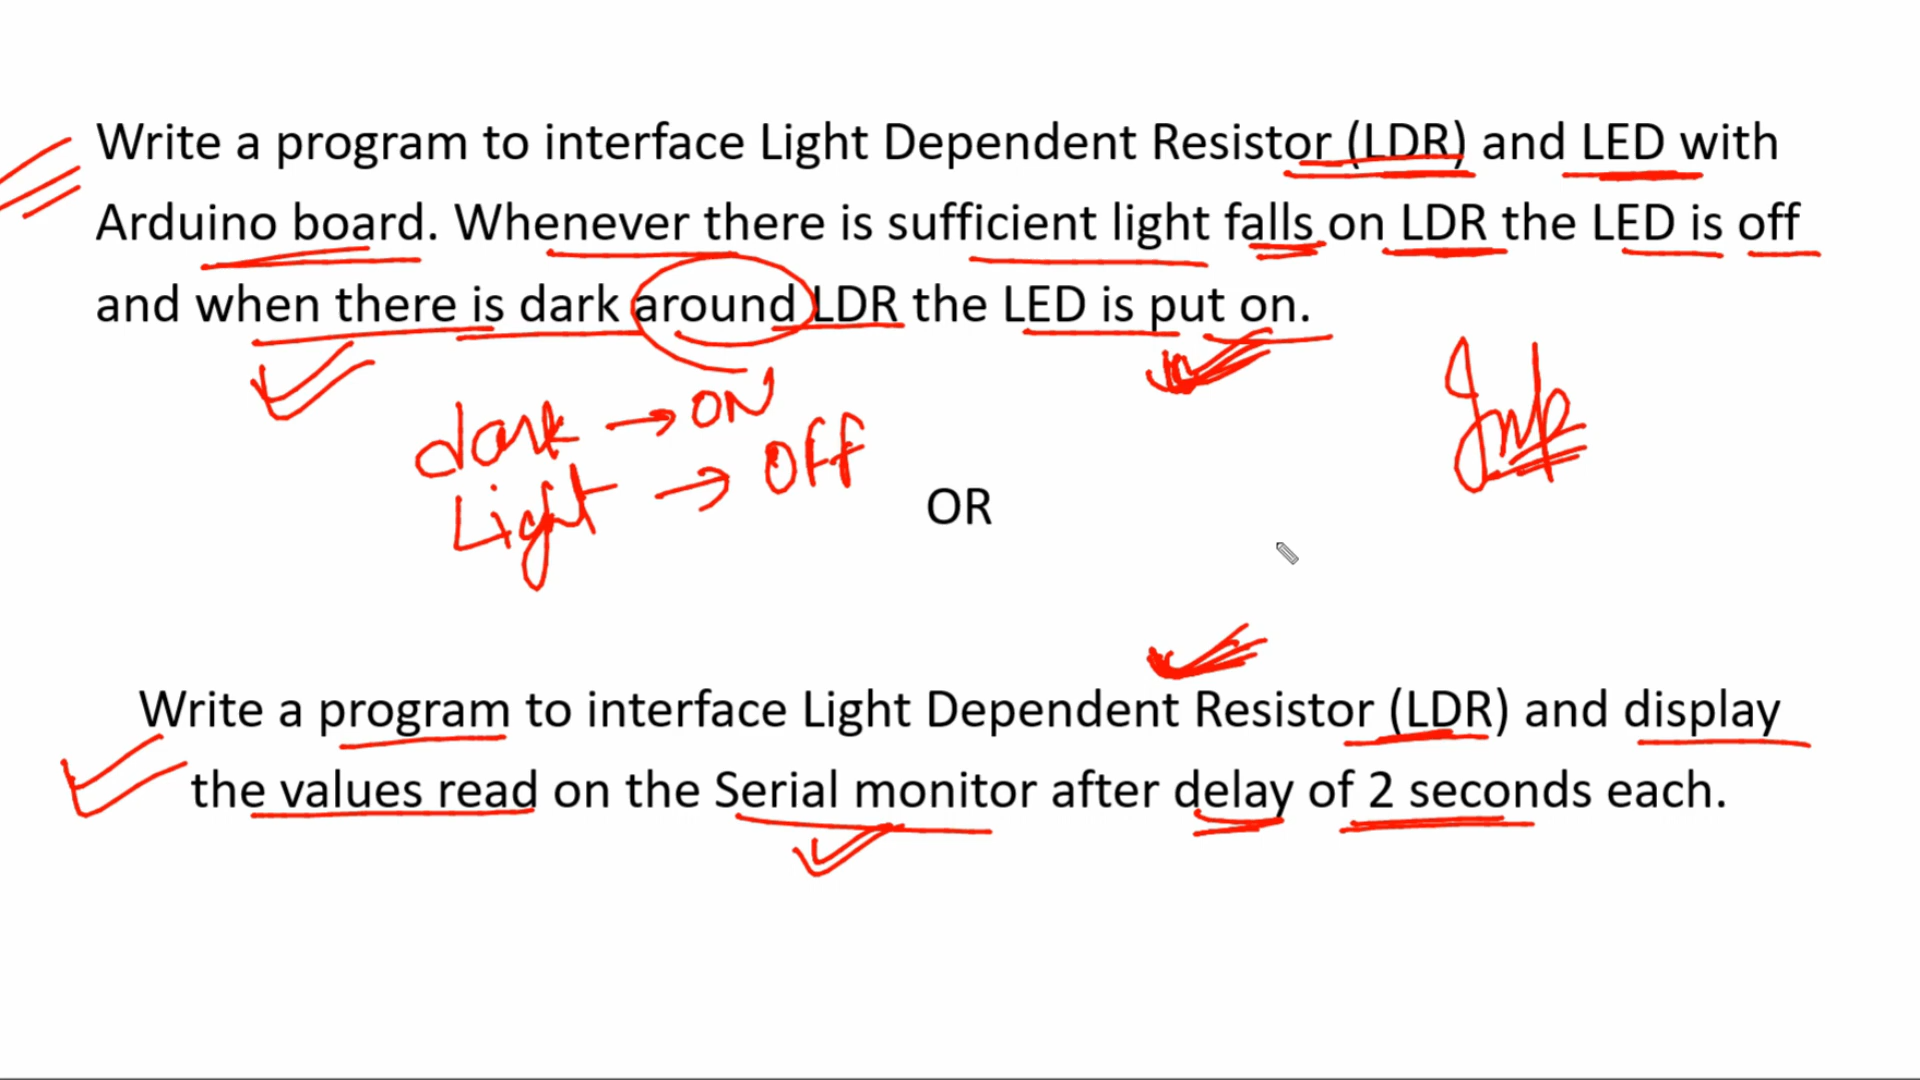 Write a program to interface Light Dependent Resistor (LDR) and LED with
Arduino board. Whenever there is sufficient light falls on LDR the LED is off
and when there is dark around LDR the LED is put on.
dark → ON
Light → Off
Imp
OR
Write a program to interface Light Dependent Resistor (LDR) and display
the values read on the Serial monitor after delay of 2 seconds each.